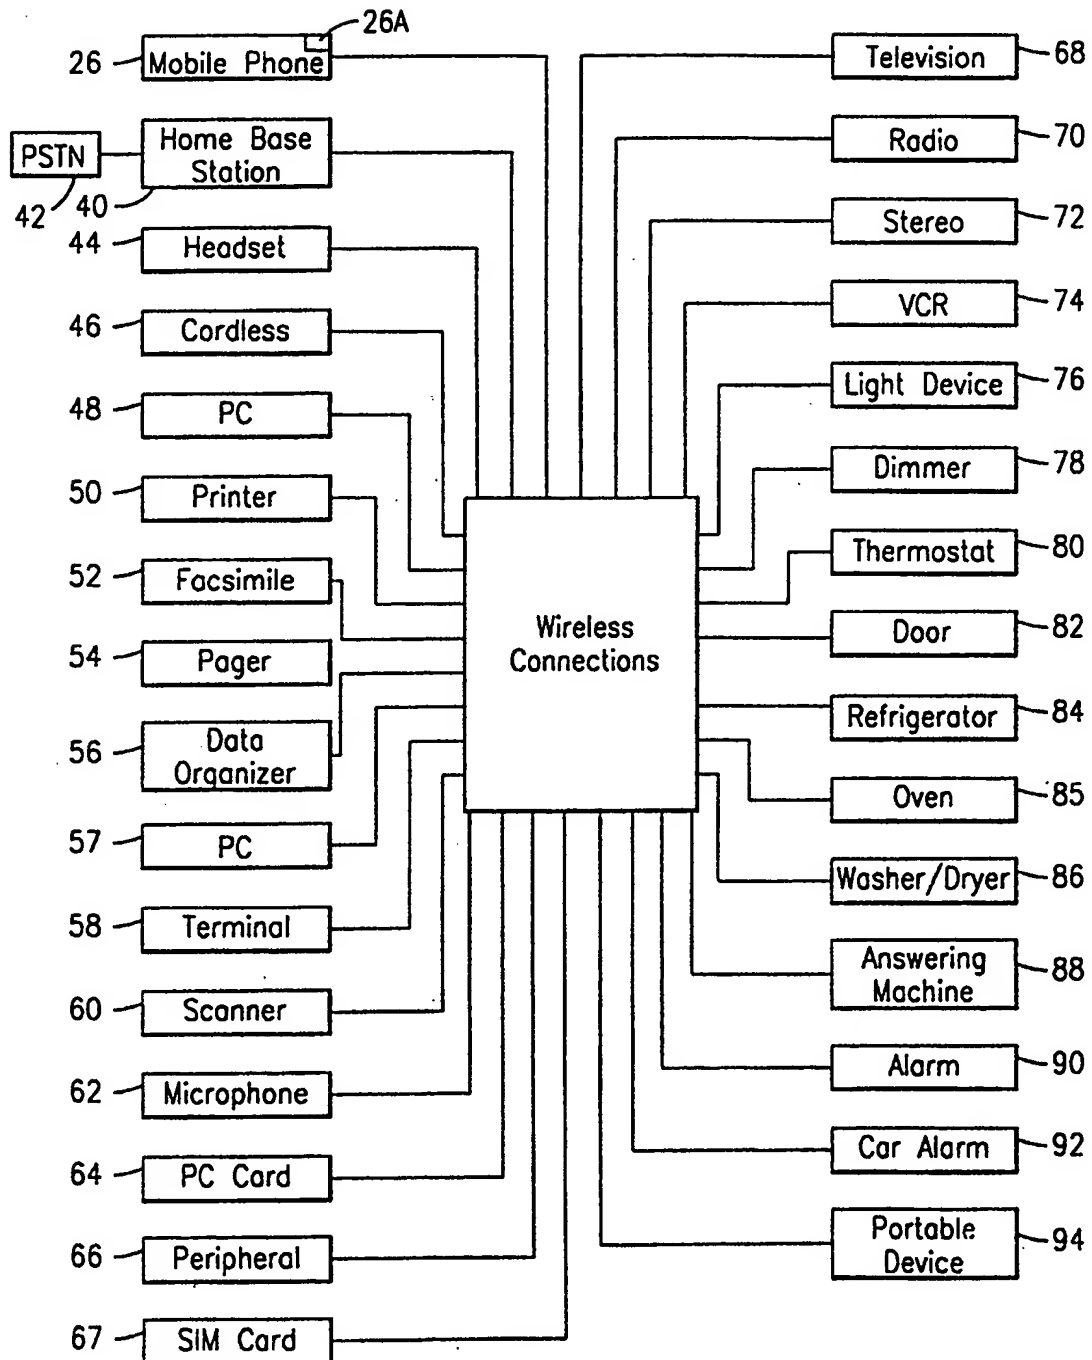 26A
26
Mobile Phone
PSTN
42
Home Base
Station
40
44
Headset
46
Cordless
48
PC
50
Printer
52
Facsimile
54
Pager
56
Data
Organizer
57
PC
58
Terminal
60
Scanner
62
Microphone
64
PC Card
66
Peripheral
67
SIM Card
Wireless
Connections
Television
68
Radio
70
Stereo
72
VCR
74
Light Device
76
Dimmer
78
Thermostat
80
Door
82
Refrigerator
84
Oven
85
Washer/Dryer
86
Answering
Machine
88
Alarm
90
Car Alarm
92
Portable
Device
94